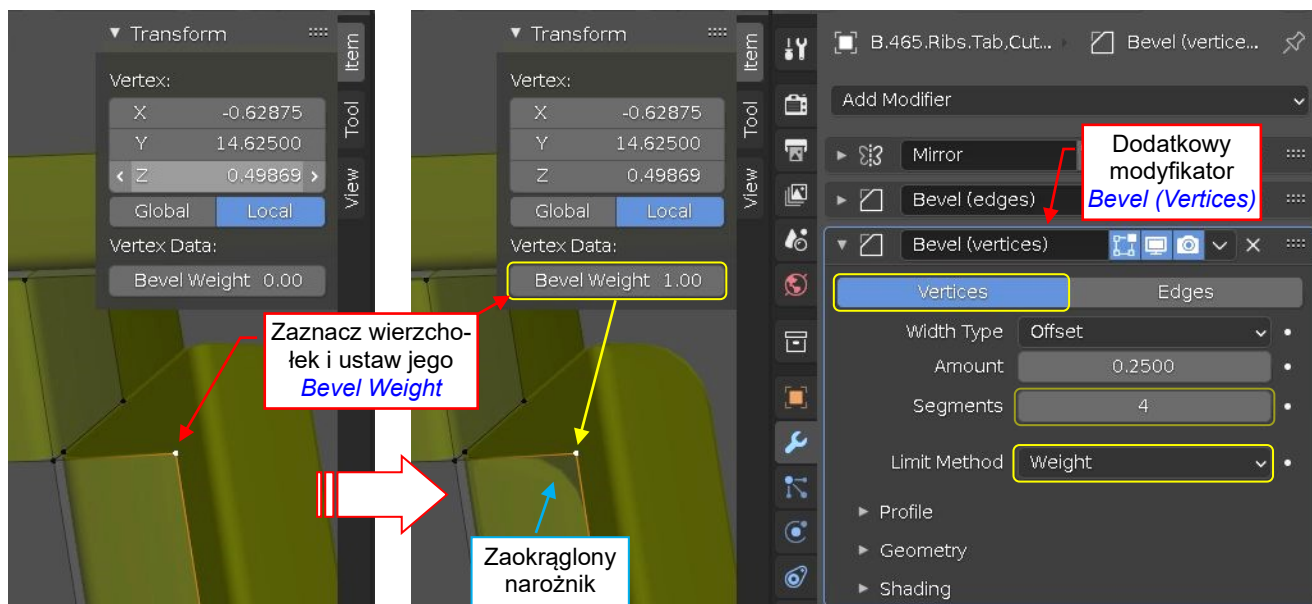 Transform
Item
Vertex:
X -0.62875
Y 14.62500
Z 0.49869
Tool
Global Local
View
Vertex Data:
Bevel Weight 0.00
Transform
Item
Vertex:
X -0.62875
Y 14.62500
Z 0.49869
Tool
Global Local
View
Vertex Data:
Bevel Weight 1.00
Zaznacz wierzcho-
łek i ustaw jego
Bevel Weight
Zaokrąglony
narożnik
B.465.Ribs.Tab,Cut... Bevel (vertice...
Add Modifier
Mirror
Dodatkowy
modyfikator
Bevel (Vertices)
Bevel (edges)
Bevel (vertices)
Vertices Edges
Width Type Offset
Amount 0.2500
Segments 4
Limit Method Weight
Profile
Geometry
Shading